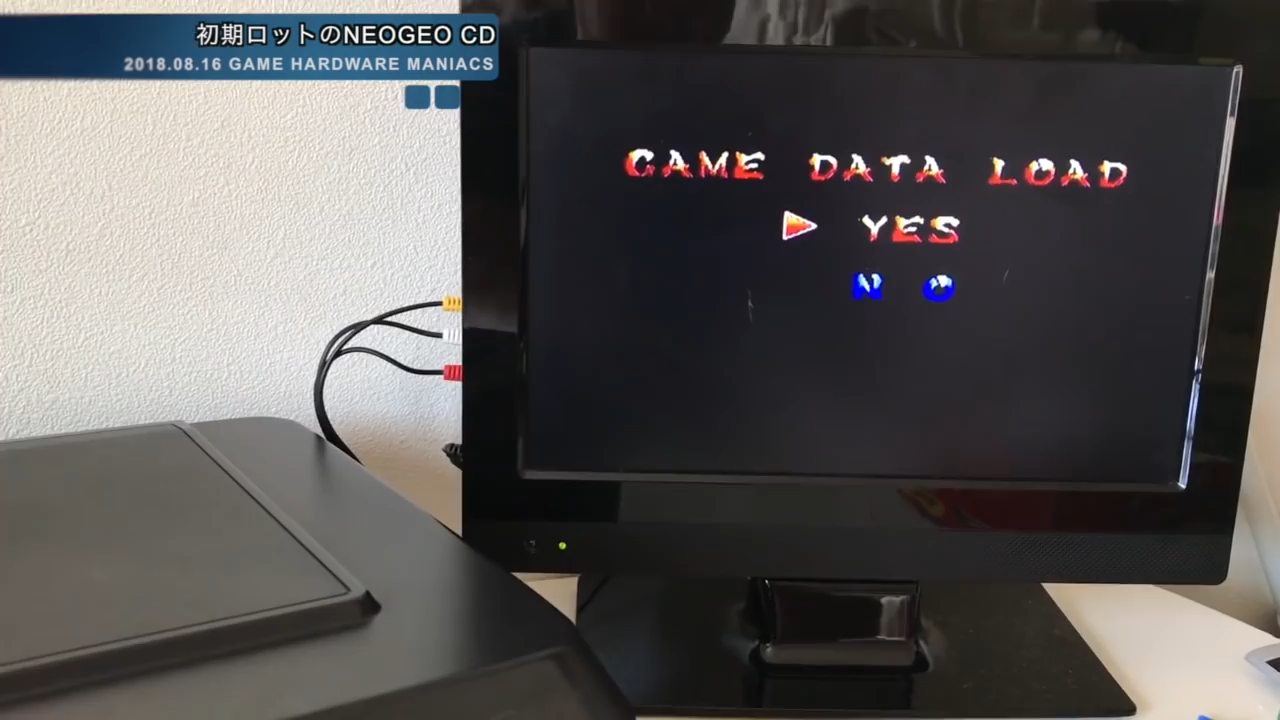 初期ロットのNEOGEO CD
2018.08.16 GAME HARDWARE MANIACS
GAME DATA LOAD
YES
NO